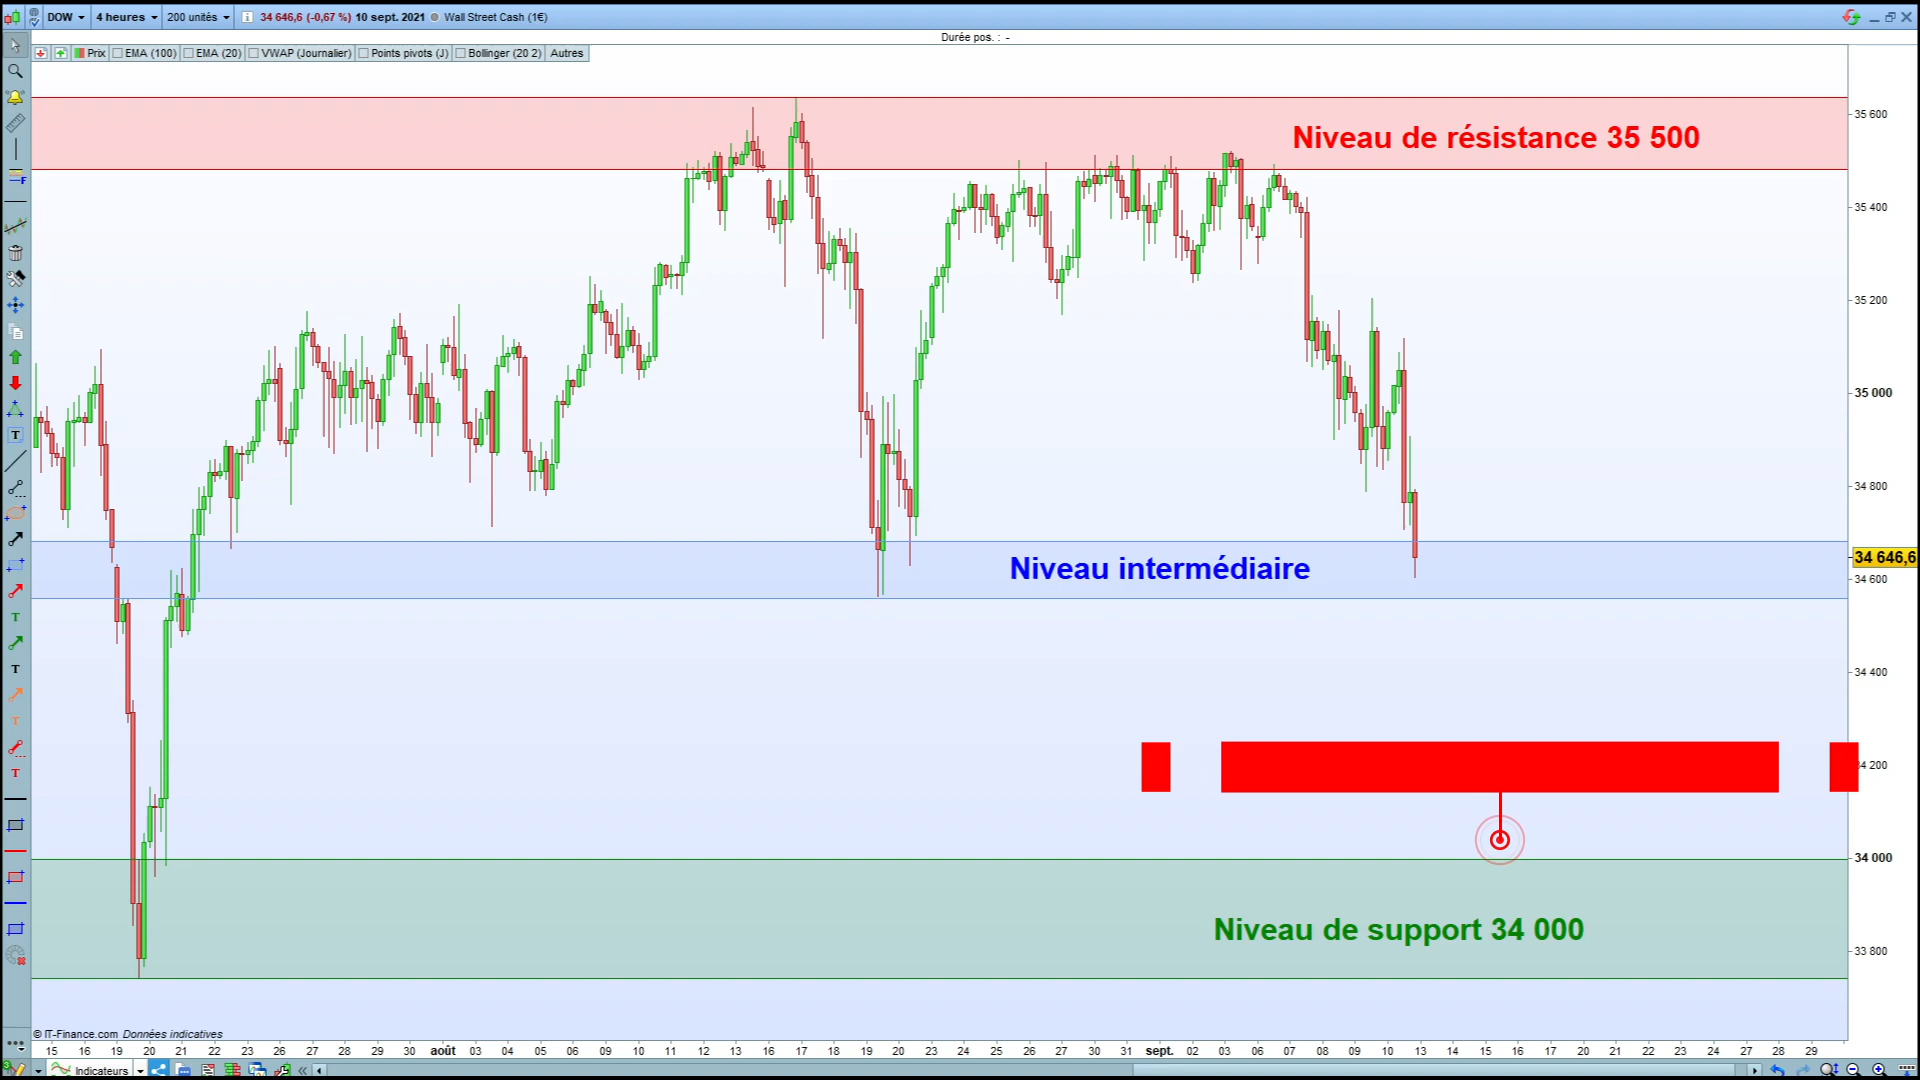 DOW 4 heures 200 unités 34 646,6 (-0,67 %) 10 sept. 2021 Wall Street Cash (1€)
Durée pos. : -
Prix EMA (100) EMA (20) VWAP (Journalier) Points pivots (J) Bollinger (20 2) Autres
35 600
Niveau de résistance 35 500
35 400
35 200
35 000
34 800
34 646,6
Niveau intermédiaire
34 600
34 400
4 200
34 000
Niveau de support 34 000
33 800
© IT-Finance.com Données indicatives
15 16 19 20 21 22 23 26 27 28 29 30 août 03 04 05 06 09 10 11 12 13 16 17 18 19 20 23 24 25 26 27 30 31 sept. 02 03 06 07 08 09 10 13 14 15 16 17 20 21 22 23 24 27 28 29
Indicateurs